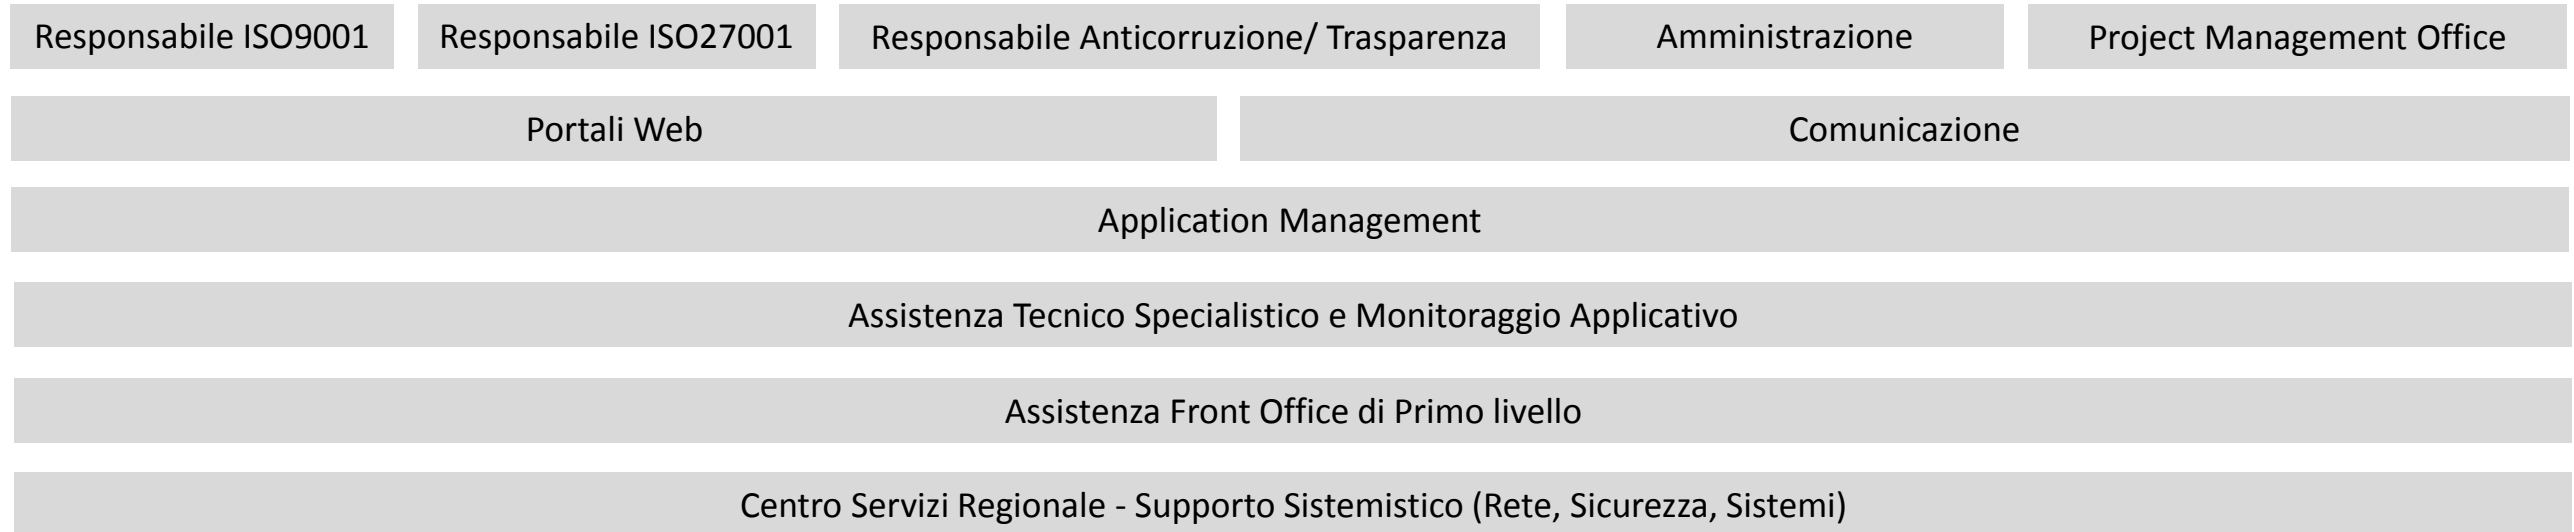 Responsabile ISO9001
Responsabile ISO27001
Responsabile Anticorruzione/ Trasparenza
Amministrazione
Project Management Office
Portali Web
Comunicazione
Application Management
Assistenza Tecnico Specialistico e Monitoraggio Applicativo
Assistenza Front Office di Primo livello
Centro Servizi Regionale - Supporto Sistemistico (Rete, Sicurezza, Sistemi)